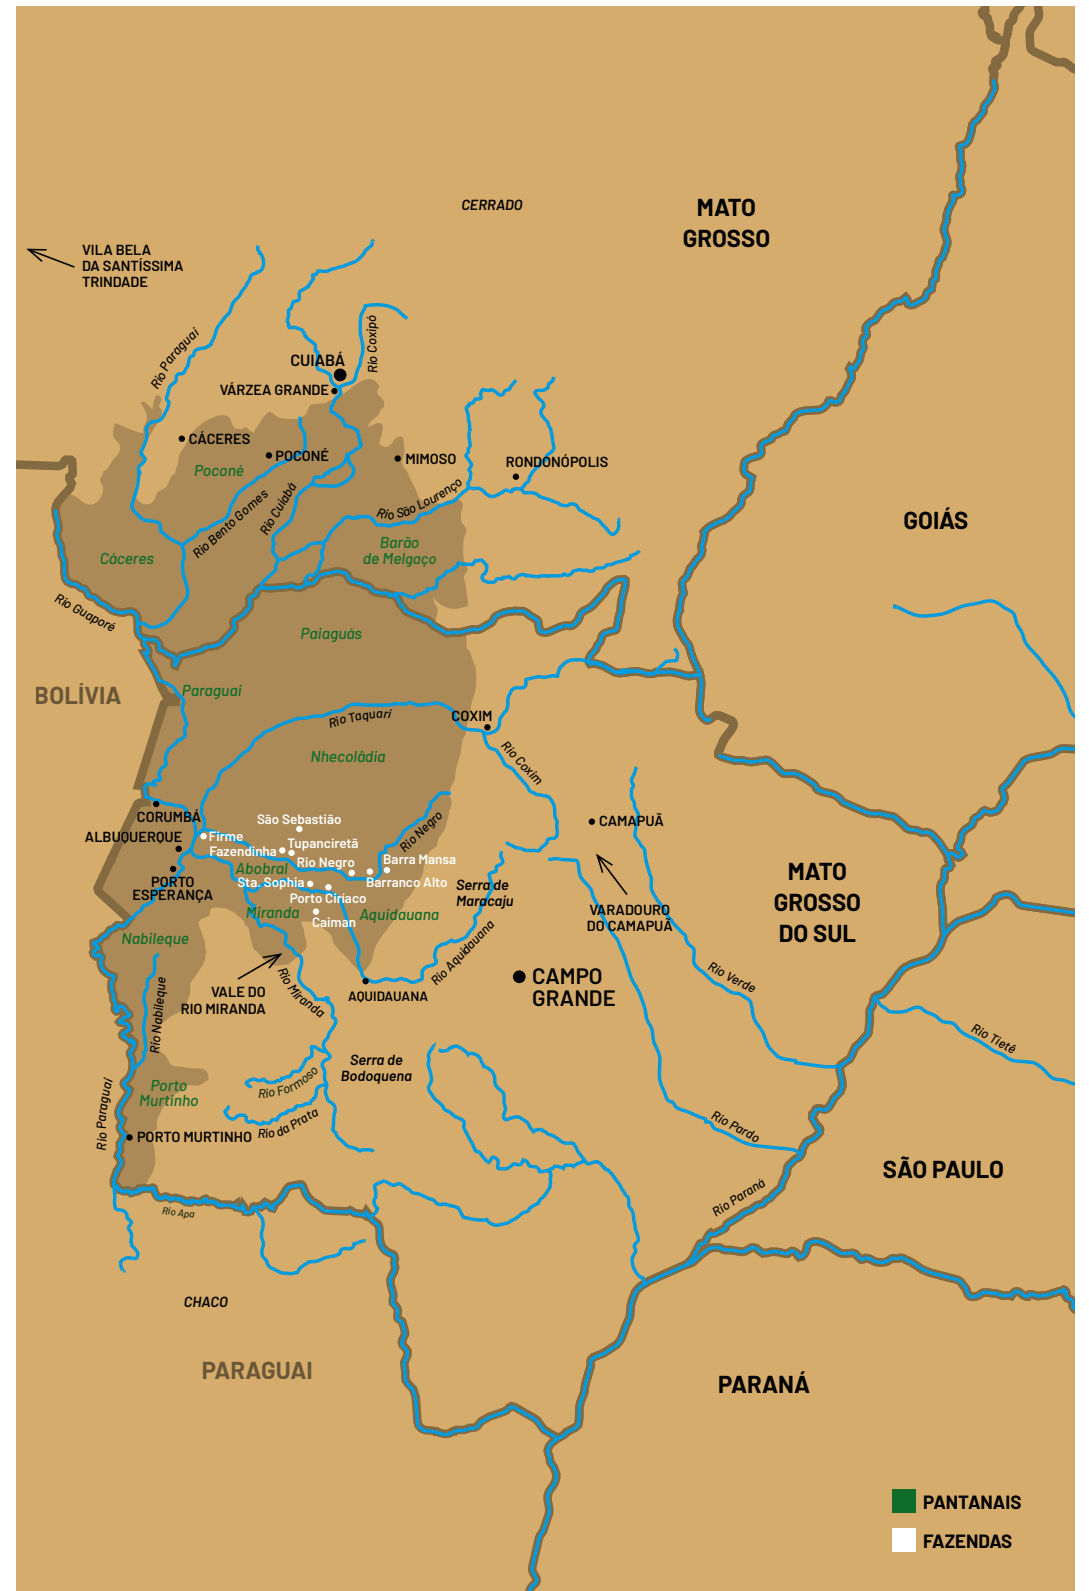 CERRADO
MATO
GROSSO
VILA BELA
DA SANTÍSSIMA
TRINDADE
Rio Paraguai
Rio Coxipó
CUIABÁ
VÁRZEA GRANDE
CÁCERES
Poconé
POCONÉ
MIMOSO
RONDONÓPOLIS
Rio Bento Gomes
Rio Cuiabá
Rio São Lourenço
GOIÁS
Cáceres
Barão
de Melgaço
Rio Guaporé
Paiaguás
BOLÍVIA
Paraguai
Rio Taquari
COXIM
Nhecolâdia
Rio Coxim
CORUMBÁ
São Sebastião
ALBUQUERQUE
Firme
Tupanciretã
Fazendinha
Rio Negro
CAMAPUÃ
Rio Negro
Barra Mansa
Abobral
Sta. Sophia
Barranco Alto
PORTO
ESPERANÇA
Porto Ciríaco
Serra de
Maracaju
MATO
GROSSO
DO SUL
Miranda
Aquidauana
Caiman
VARADOURO
DO CAMAPUÃ
Nabileque
Rio Aquidauana
Rio Verde
VALE DO
RIO MIRANDA
Rio Miranda
AQUIDAUANA
CAMPO
GRANDE
Rio Nabileque
Rio Tietê
Serra de
Bodoquena
Rio Formoso
Porto
Murtinho
Rio Paraguai
PORTO MURTINHO
Rio da Prata
Rio Pardo
SÃO PAULO
Rio Paraná
Rio Apa
CHACO
PARAGUAI
PARANÁ
PANTANAIS
FAZENDAS